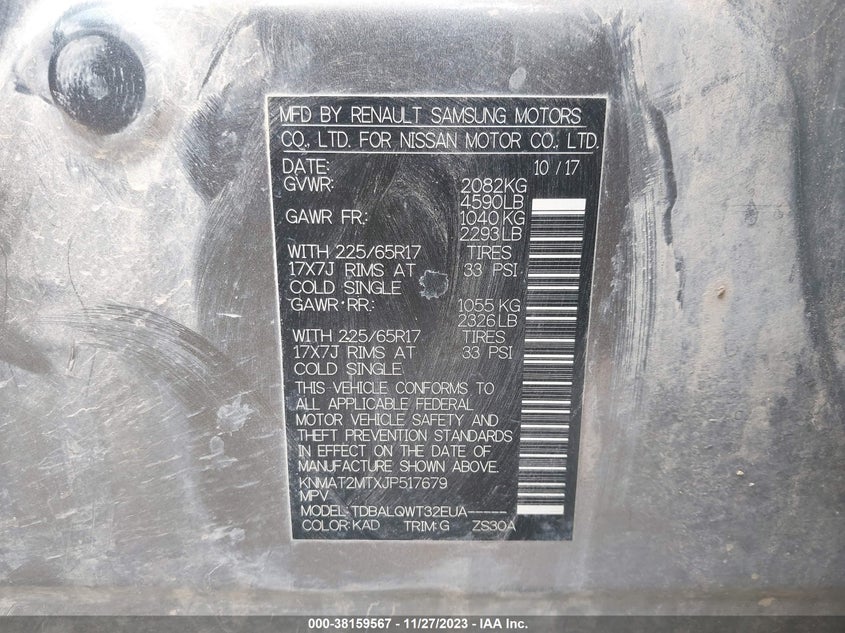 MFD BY RENAULT SAMSUNG MOTORS
CO., LTD. FOR NISSAN MOTOR CO., LTD.
DATE: 10 / 17
GVWR: 2082KG
4590LB
GAWR FR: 1040 KG
2293 LB
WITH 225/65R17 TIRES
17X7J RIMS AT 33 PSI
COLD SINGLE
GAWR RR: 1055 KG
2326 LB
WITH 225/65R17 TIRES
17X7J RIMS AT 33 PSI
COLD SINGLE
THIS VEHICLE CONFORMS TO
ALL APPLICABLE FEDERAL
MOTOR VEHICLE SAFETY AND
THEFT PREVENTION STANDARDS
IN EFFECT ON THE DATE OF
MANUFACTURE SHOWN ABOVE.
KNMAT2MTXJP517679
MPV
MODEL: TDBALQWT32EUA-----
COLOR: KAD TRIM: G ZS30A
000-38159567 - 11/27/2023 - IAA Inc.